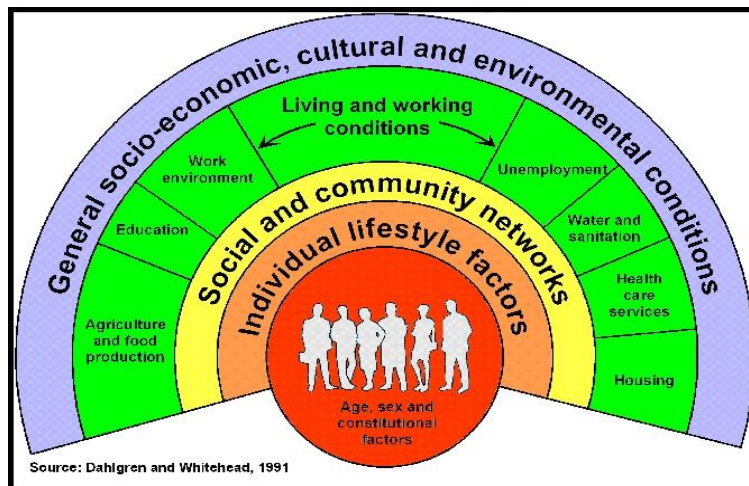 General socio-economic, cultural and environmental conditions
Living and working
conditions
Work
environment
Unemployment
Education
Water and
sanitation
Agriculture
and food
production
Health
care
services
Housing
Social and community networks
Individual lifestyle factors
Age, sex and
constitutional
factors
Source: Dahlgren and Whitehead, 1991